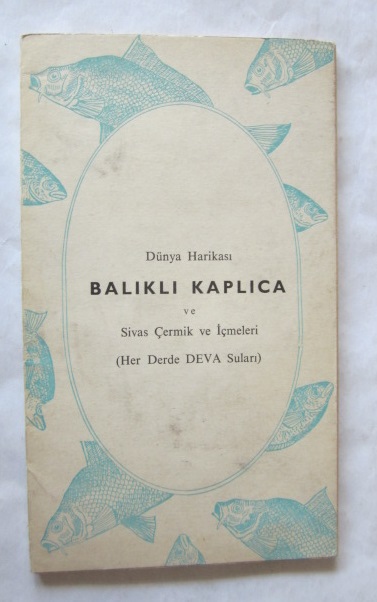 Dünya Harikası
BALIKLI KAPLICA
ve
Sivas Çermik ve İçmeleri
(Her Derde DEVA Suları)